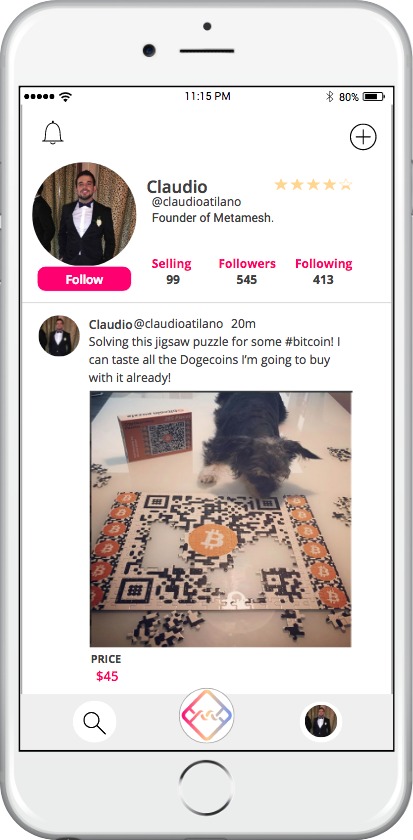 11:15 PM
80%
Claudio
@claudioatilano
Founder of Metamesh.
Follow
Selling
Followers
Following
99
545
413
Claudio@claudioatilano 20m
Solving this jigsaw puzzle for some #bitcoin! I
can taste all the Dogecoins I’m going to buy
with it already!
PRICE
$45